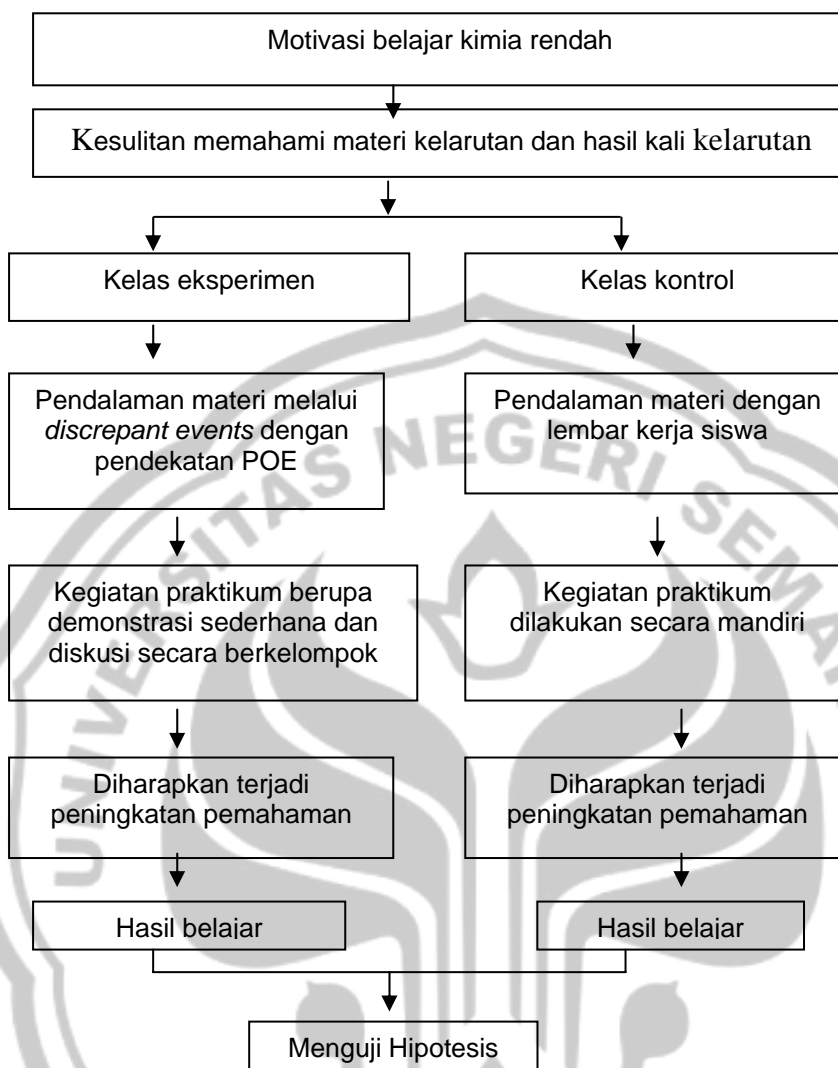 Motivasi belajar kimia rendah
Kesulitan memahami materi kelarutan dan hasil kali kelarutan
Kelas eksperimen
Kelas kontrol
Pendalaman materi melalui
discrepant events dengan
pendekatan POE
Pendalaman materi dengan
lembar kerja siswa
Kegiatan praktikum berupa
demonstrasi sederhana dan
diskusi secara berkelompok
Kegiatan praktikum
dilakukan secara mandiri
Diharapkan terjadi
peningkatan pemahaman
Diharapkan terjadi
peningkatan pemahaman
Hasil belajar
Hasil belajar
Menguji Hipotesis
UNIVERSITAS NEGERI SEMA